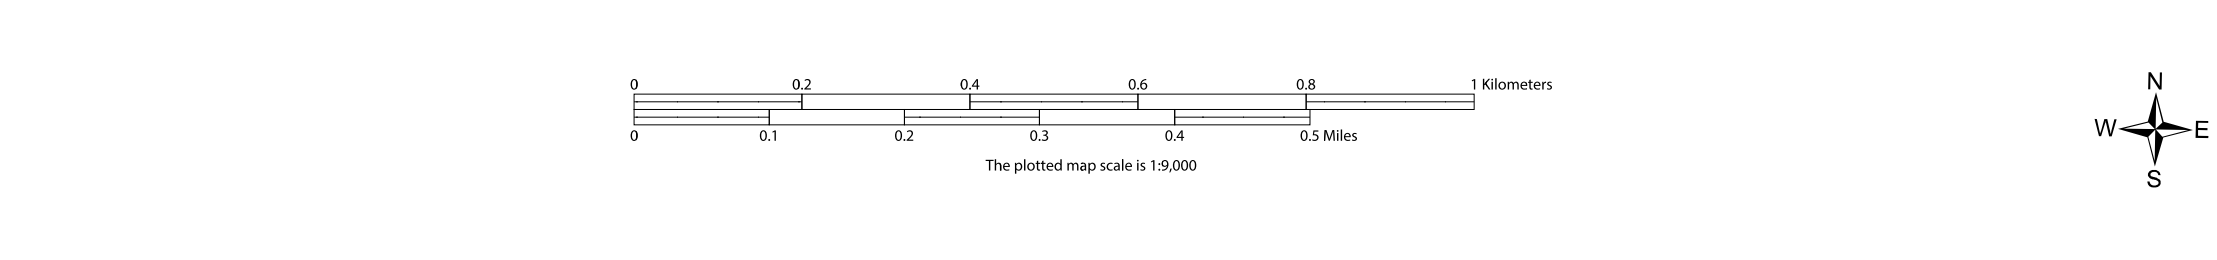 0 0.2 0.4 0.6 0.8 1 Kilometers
0 0.1 0.2 0.3 0.4 0.5 Miles
The plotted map scale is 1:9,000
N
W E
S